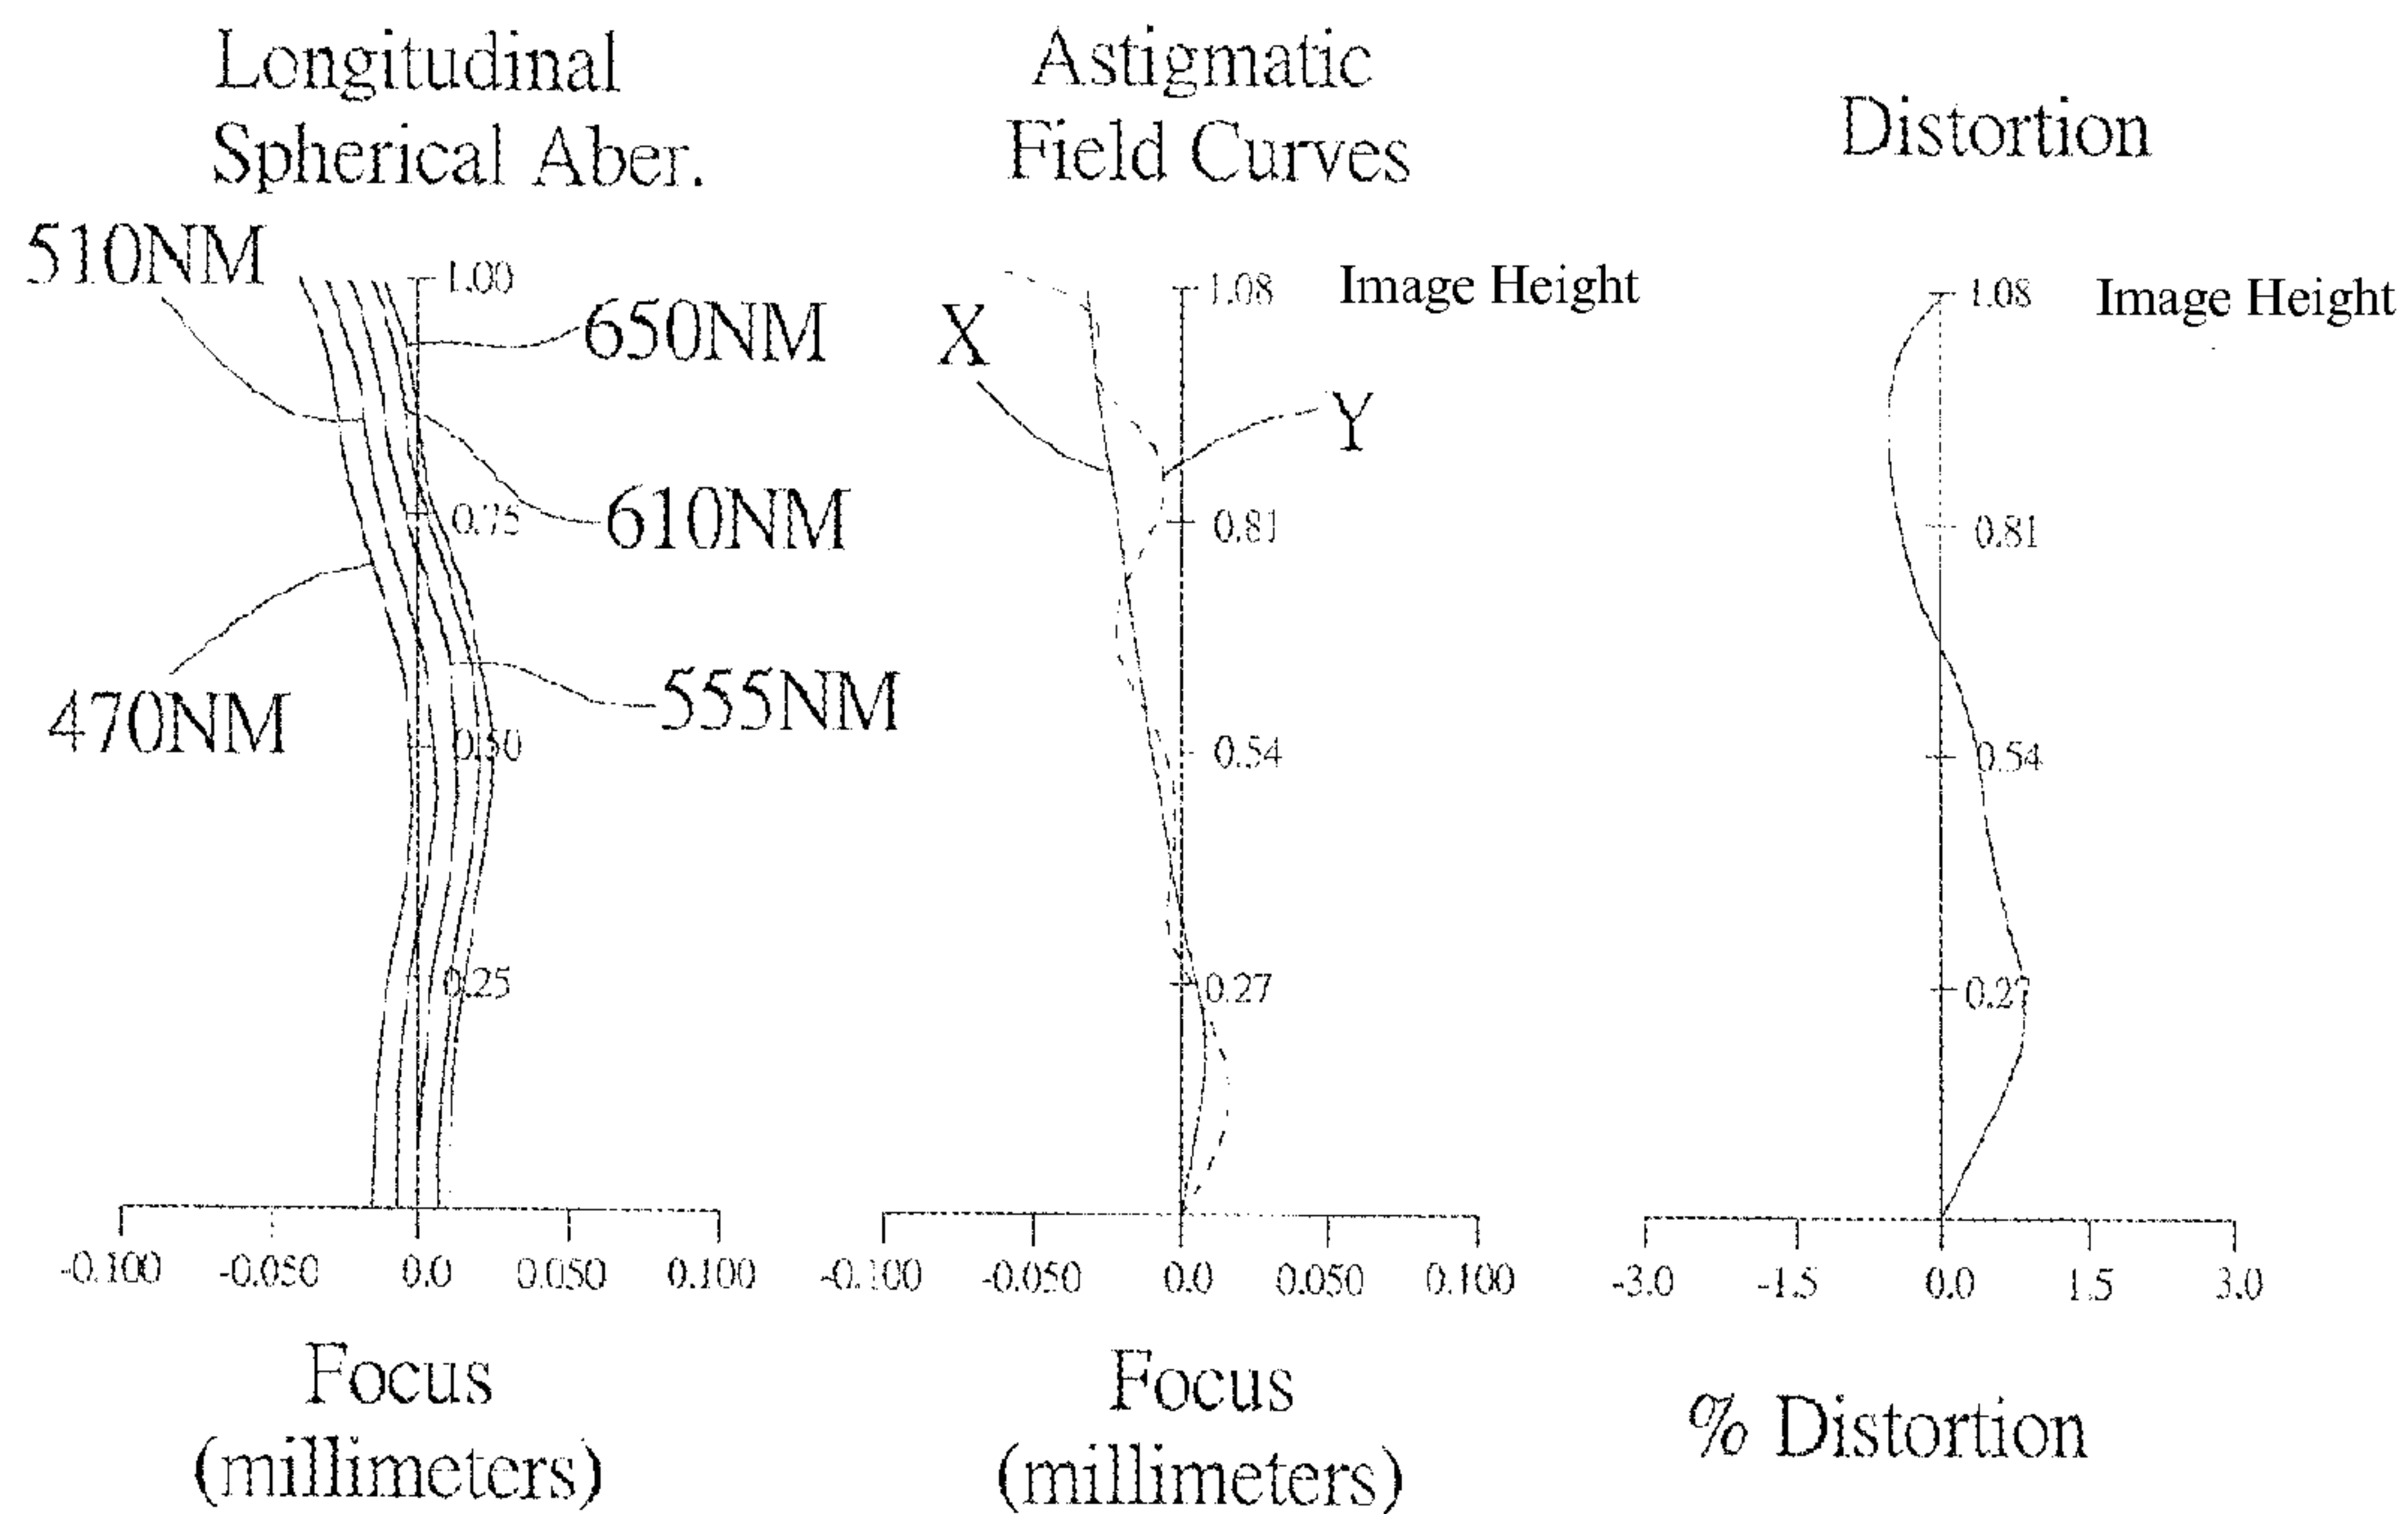 Longitudinal
Spherical Aber.
510NM
1.00
650NM
0.75
610NM
470NM
555NM
0.50
0.25
-0.100 -0.050 0.0 0.050 0.100
Focus
(millimeters)
Astigmatic
Field Curves
1.08 Image Height
X
Y
0.81
0.54
0.27
-0.100 -0.050 0.0 0.050 0.100
Focus
(millimeters)
Distortion
1.08 Image Height
0.81
0.54
0.27
-3.0 -1.5 0.0 1.5 3.0
% Distortion